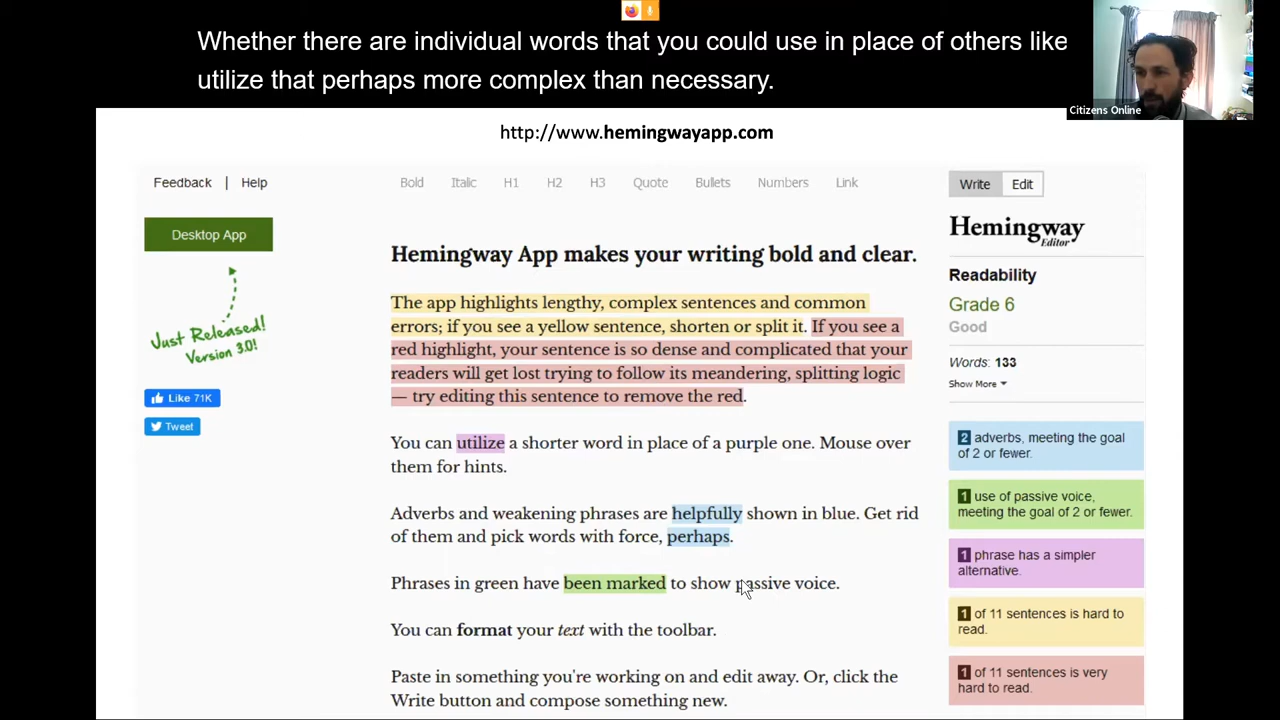 Whether there are individual words that you could use in place of others like
utilize that perhaps more complex than necessary.
Citizens Online
http://www.hemingwayapp.com
Feedback | Help
Bold Italic H1 H2 H3 Quote Bullets Numbers Link
Write Edit
Desktop App
Just Released!
Version 3.0!
Like 71K
Tweet
Hemingway App makes your writing bold and clear.
The app highlights lengthy, complex sentences and common
errors; if you see a yellow sentence, shorten or split it. If you see a
red highlight, your sentence is so dense and complicated that your
readers will get lost trying to follow its meandering, splitting logic
— try editing this sentence to remove the red.
You can utilize a shorter word in place of a purple one. Mouse over
them for hints.
Adverbs and weakening phrases are helpfully shown in blue. Get rid
of them and pick words with force, perhaps.
Phrases in green have been marked to show passive voice.
You can format your text with the toolbar.
Paste in something you're working on and edit away. Or, click the
Write button and compose something new.
Hemingway
Editor
Readability
Grade 6
Good
Words: 133
Show More
2 adverbs, meeting the goal
of 2 or fewer.
1 use of passive voice,
meeting the goal of 2 or fewer.
1 phrase has a simpler
alternative.
1 of 11 sentences is hard to
read.
1 of 11 sentences is very
hard to read.